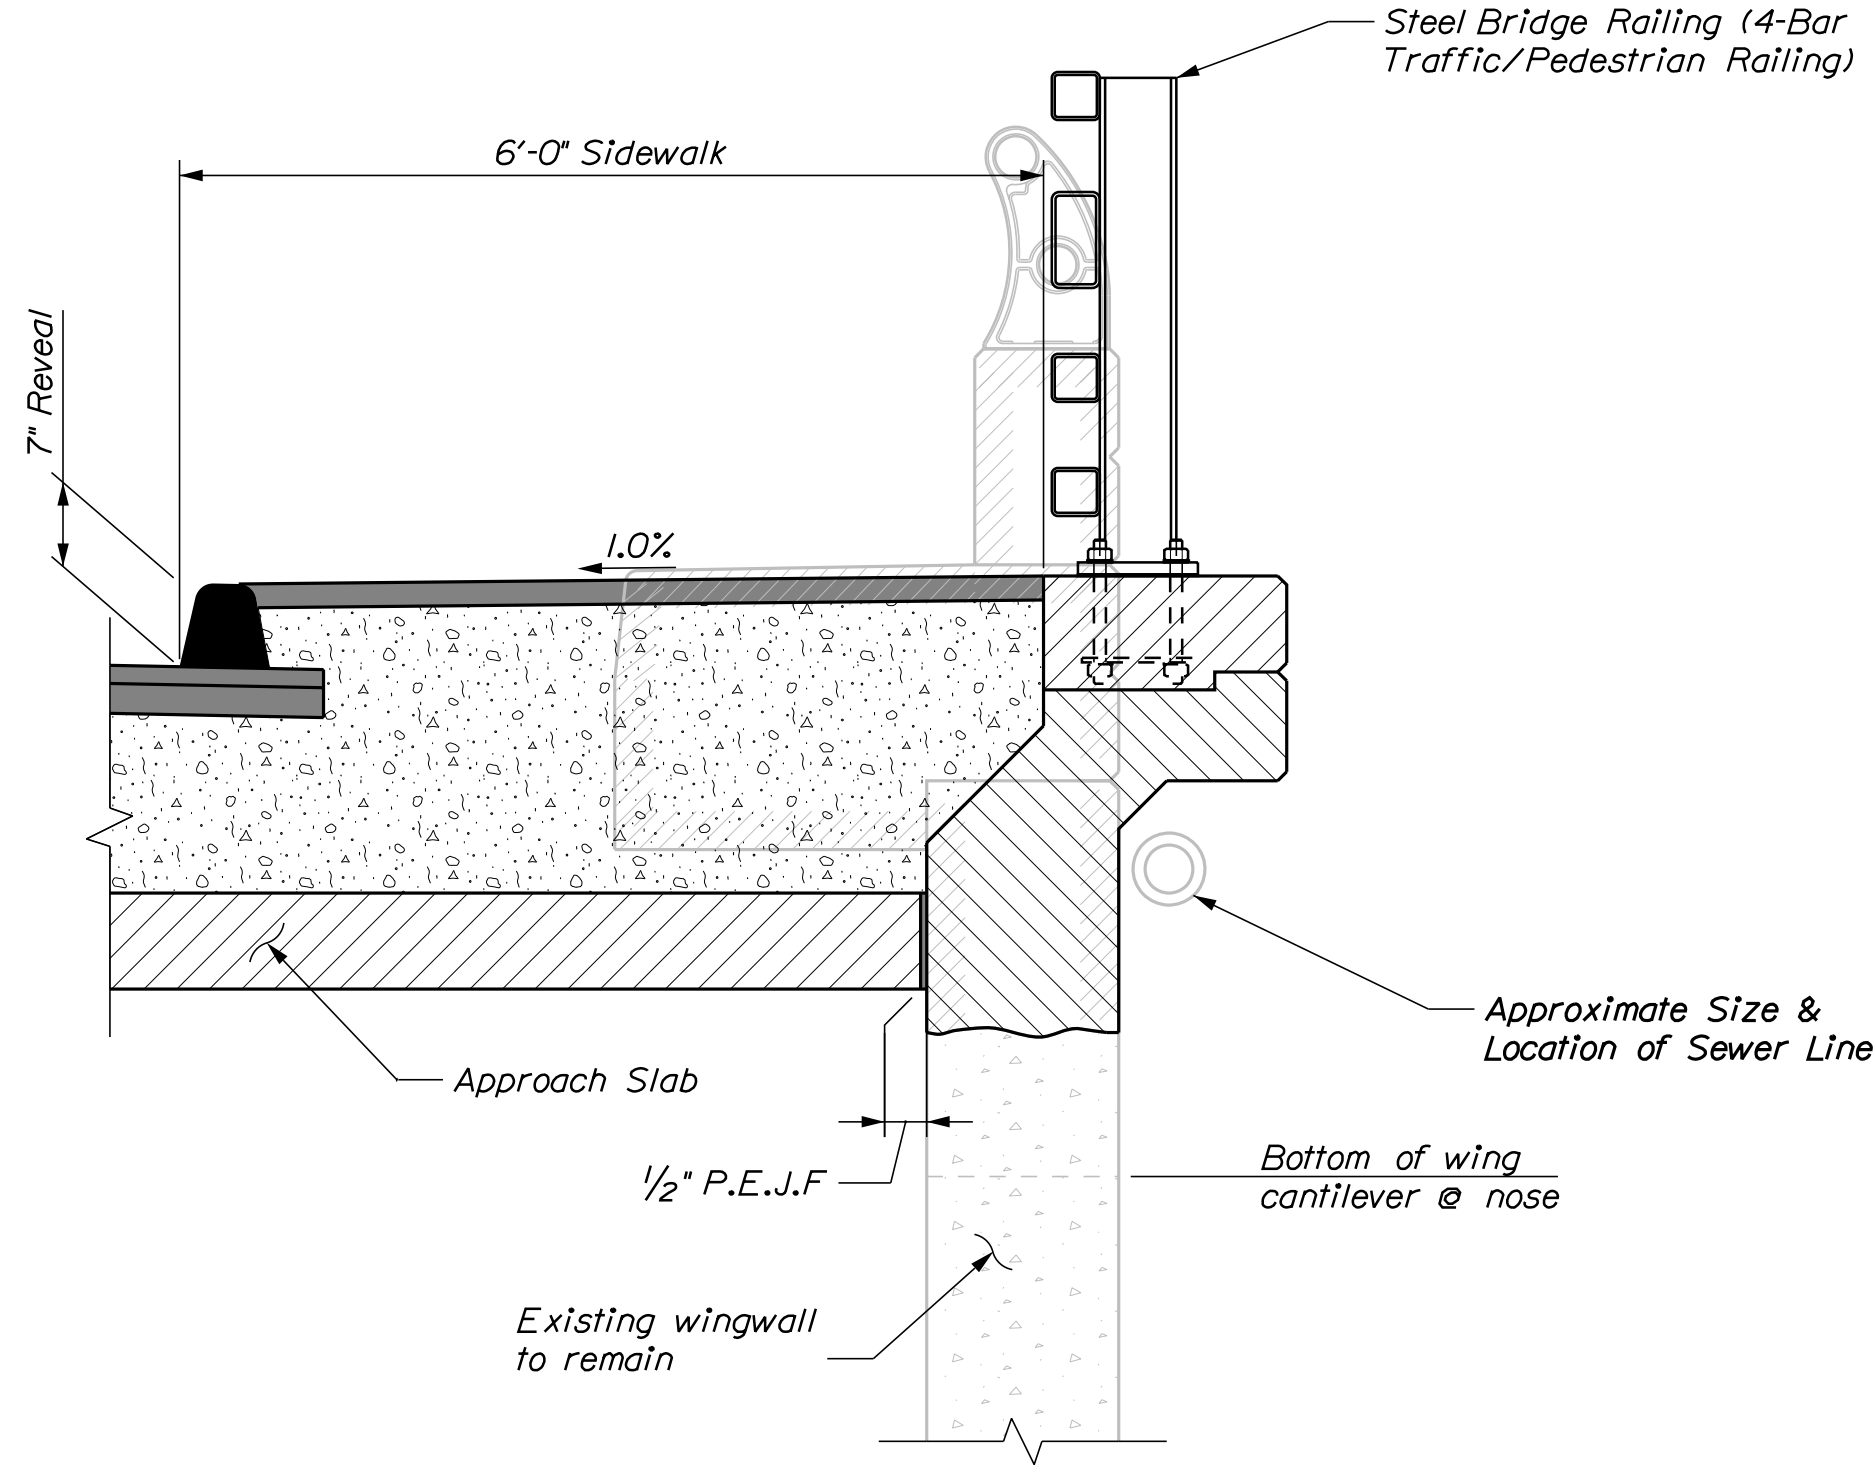 Steel Bridge Railing (4-Bar
Traffic/Pedestrian Railing)
6'-0" Sidewalk
7" Reveal
1.0%
Approximate Size &
Location of Sewer Line
Approach Slab
½" P.E.J.F
Bottom of wing
cantilever @ nose
Existing wingwall
to remain